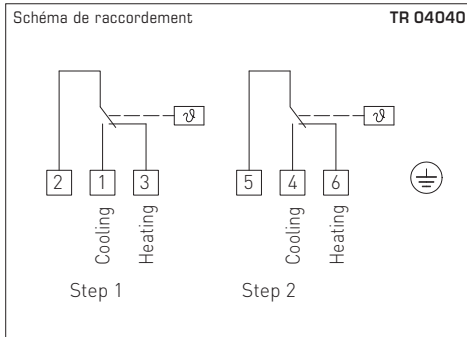 Schéma de raccordement TR 04040
ϑ ϑ
2 1 3 5 4 6
Cooling Heating Cooling Heating
Step 1 Step 2